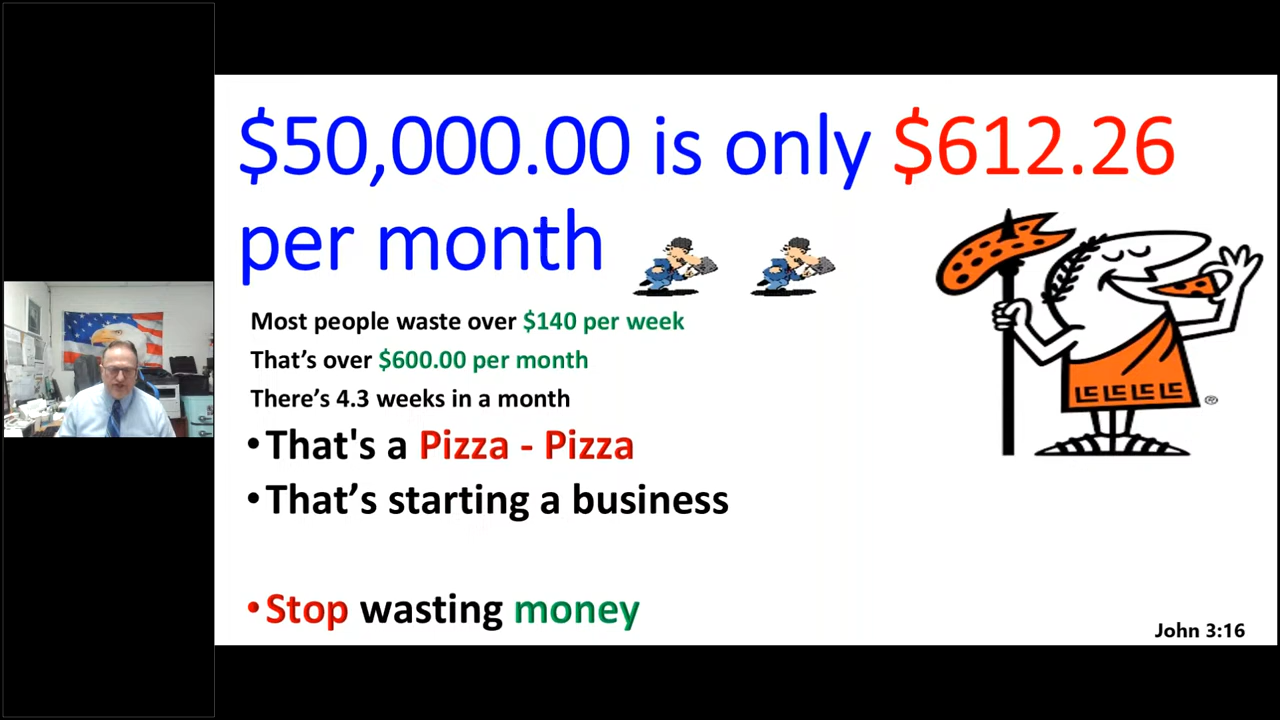 $50,000.00 is only $612.26
per month
Most people waste over $140 per week
That’s over $600.00 per month
There’s 4.3 weeks in a month
•That's a Pizza - Pizza
•That’s starting a business
•Stop wasting money
John 3:16
®